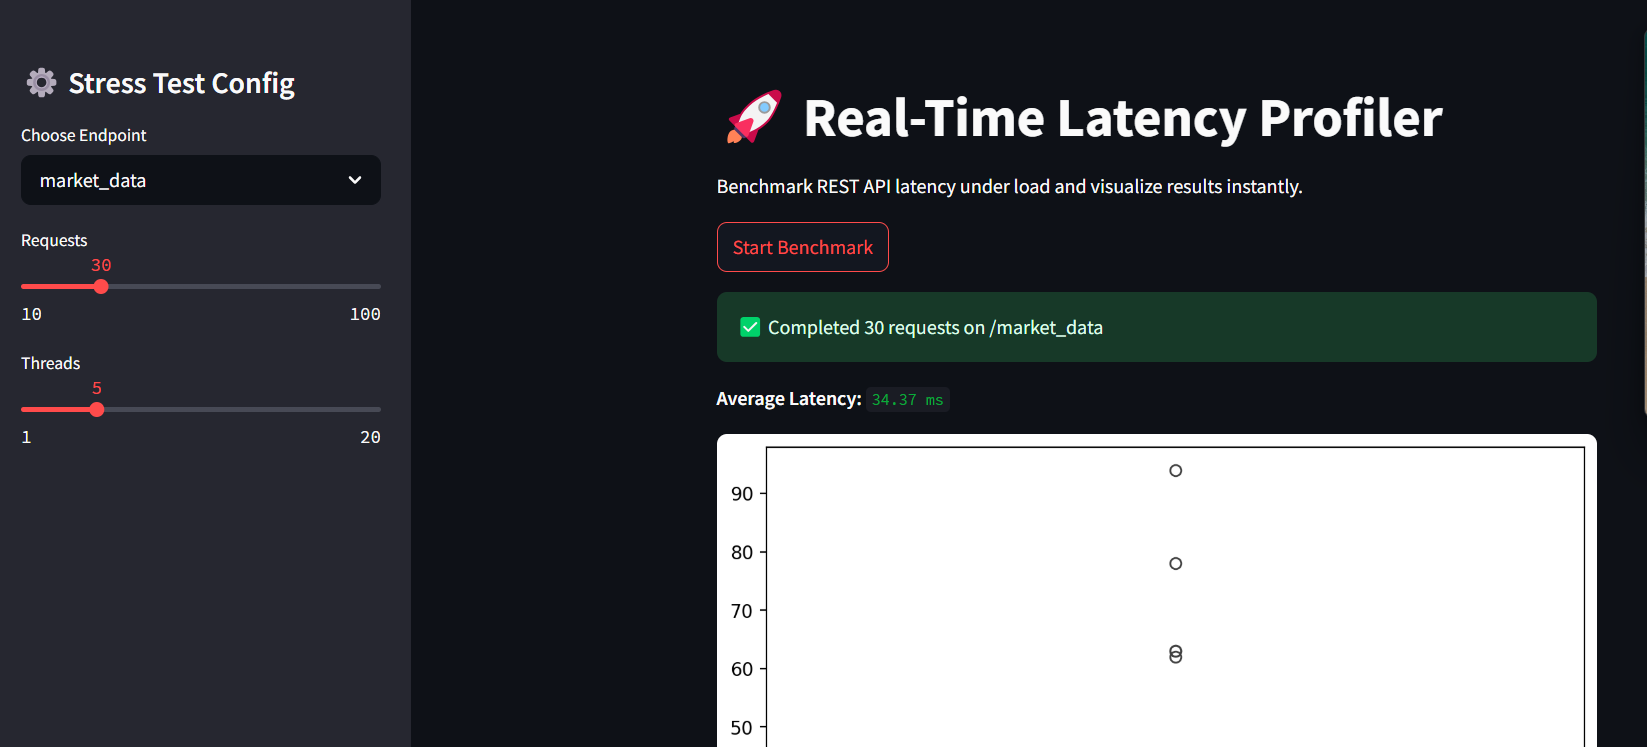 Stress Test Config
Choose Endpoint
market_data
Requests
30
10 100
Threads
5
1 20
Real-Time Latency Profiler
Benchmark REST API latency under load and visualize results instantly.
Start Benchmark
Completed 30 requests on /market_data
Average Latency: 34.37 ms
90
80
70
60
50